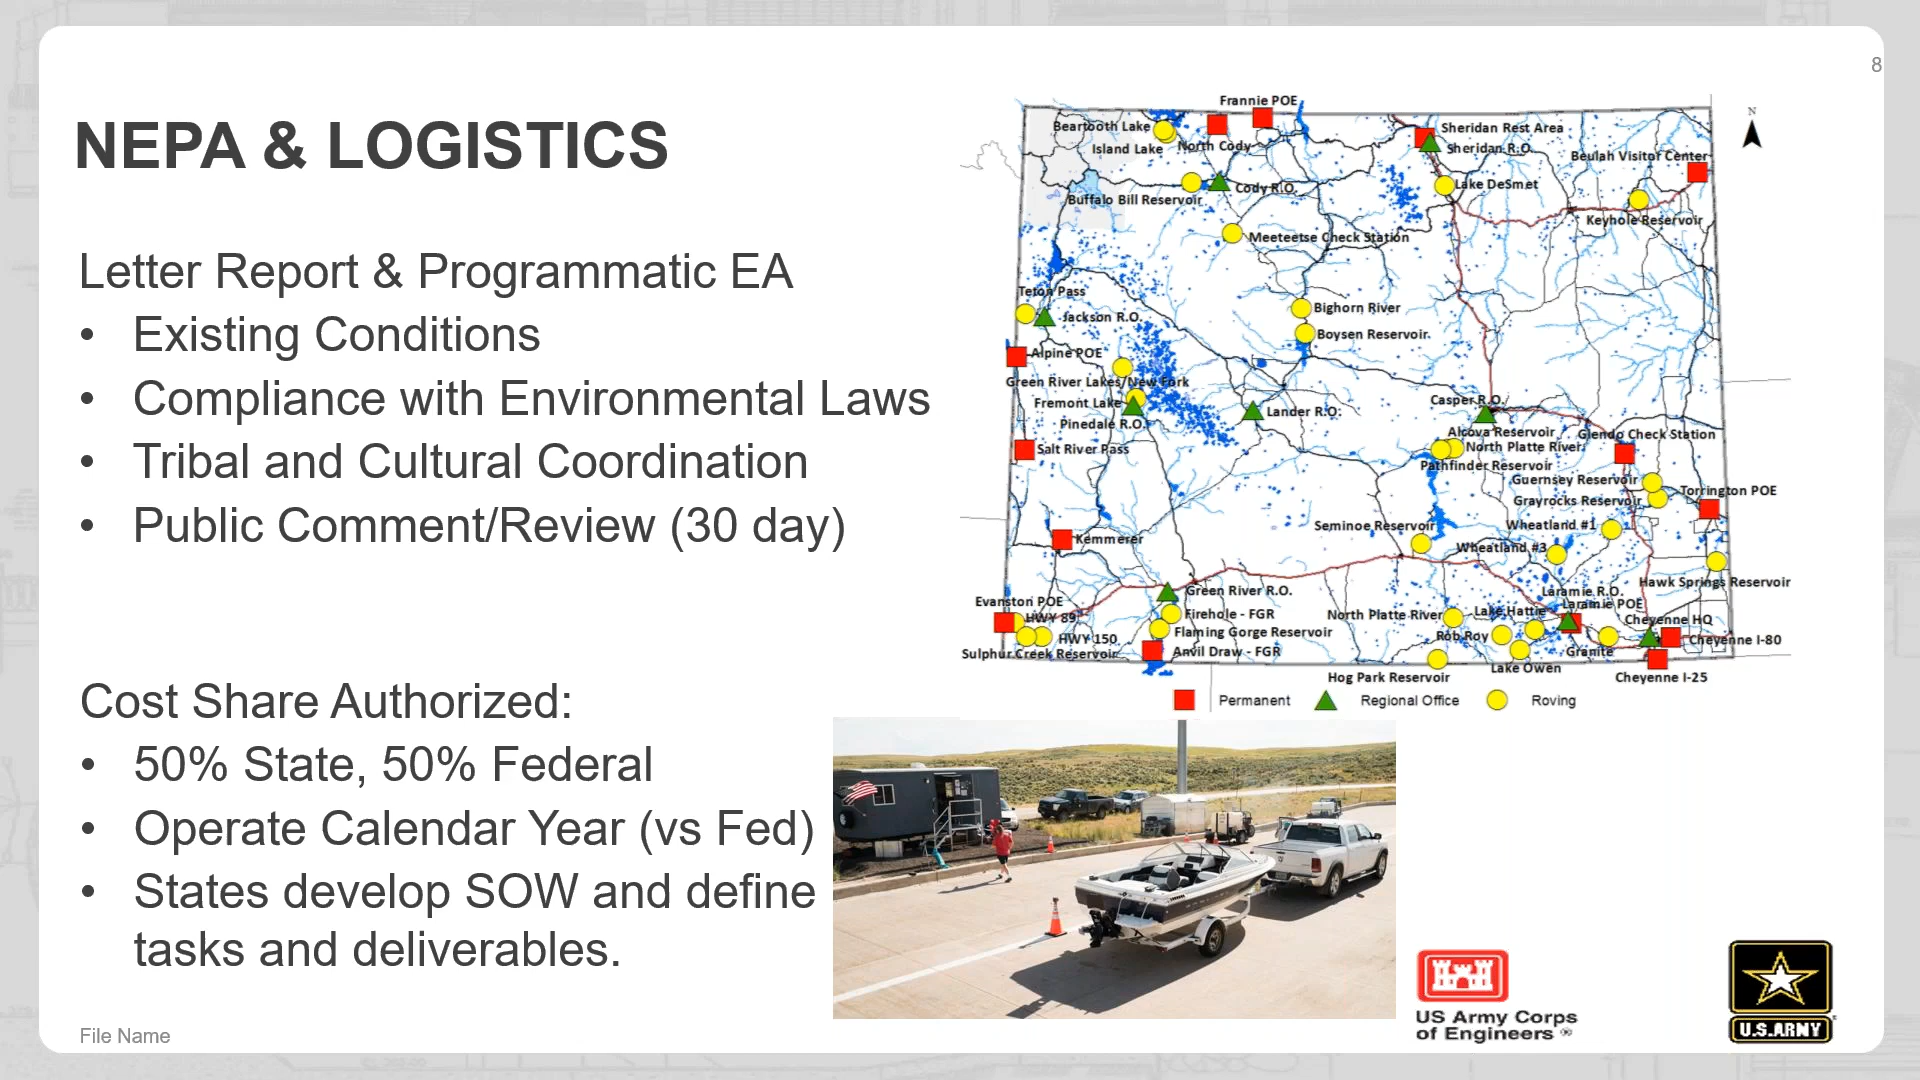 8
NEPA & LOGISTICS
Letter Report & Programmatic EA
• Existing Conditions
• Compliance with Environmental Laws
• Tribal and Cultural Coordination
• Public Comment/Review (30 day)
Cost Share Authorized:
• 50% State, 50% Federal
• Operate Calendar Year (vs Fed)
• States develop SOW and define
tasks and deliverables.
File Name
N
Frannie POE
Beartooth Lake
Island Lake
North Cody
Sheridan Rest Area
Sheridan R.O.
Beulah Visitor Center
Cody R.O.
Lake DeSmet
Buffalo Bill Reservoir
Keyhole Reservoir
Meeteetse Check Station
Teton Pass
Jackson R.O.
Bighorn River
Boysen Reservoir
Alpine POE
Green River Lakes/New Fork
Fremont Lake
Pinedale R.O.
Lander R.O.
Casper R.O.
Alcova Reservoir
Glendo Check Station
North Platte River
Pathfinder Reservoir
Salt River Pass
Guernsey Reservoir
Torrington POE
Grayrocks Reservoir
Seminoe Reservoir
Wheatland #1
Wheatland #3
Kemmerer
Hawk Springs Reservoir
Green River R.O.
Laramie R.O.
Laramie POE
Evanston POE
HWY 89
Firehole - FGR
North Platte River
Lake Hattie
Cheyenne HQ
HWY 150
Flaming Gorge Reservoir
Rob Roy
Cheyenne I-80
Sulphur Creek Reservoir
Anvil Draw - FGR
Granite
Lake Owen
Hog Park Reservoir
Cheyenne I-25
Permanent
Regional Office
Roving
US Army Corps
of Engineers ®
U.S.ARMY